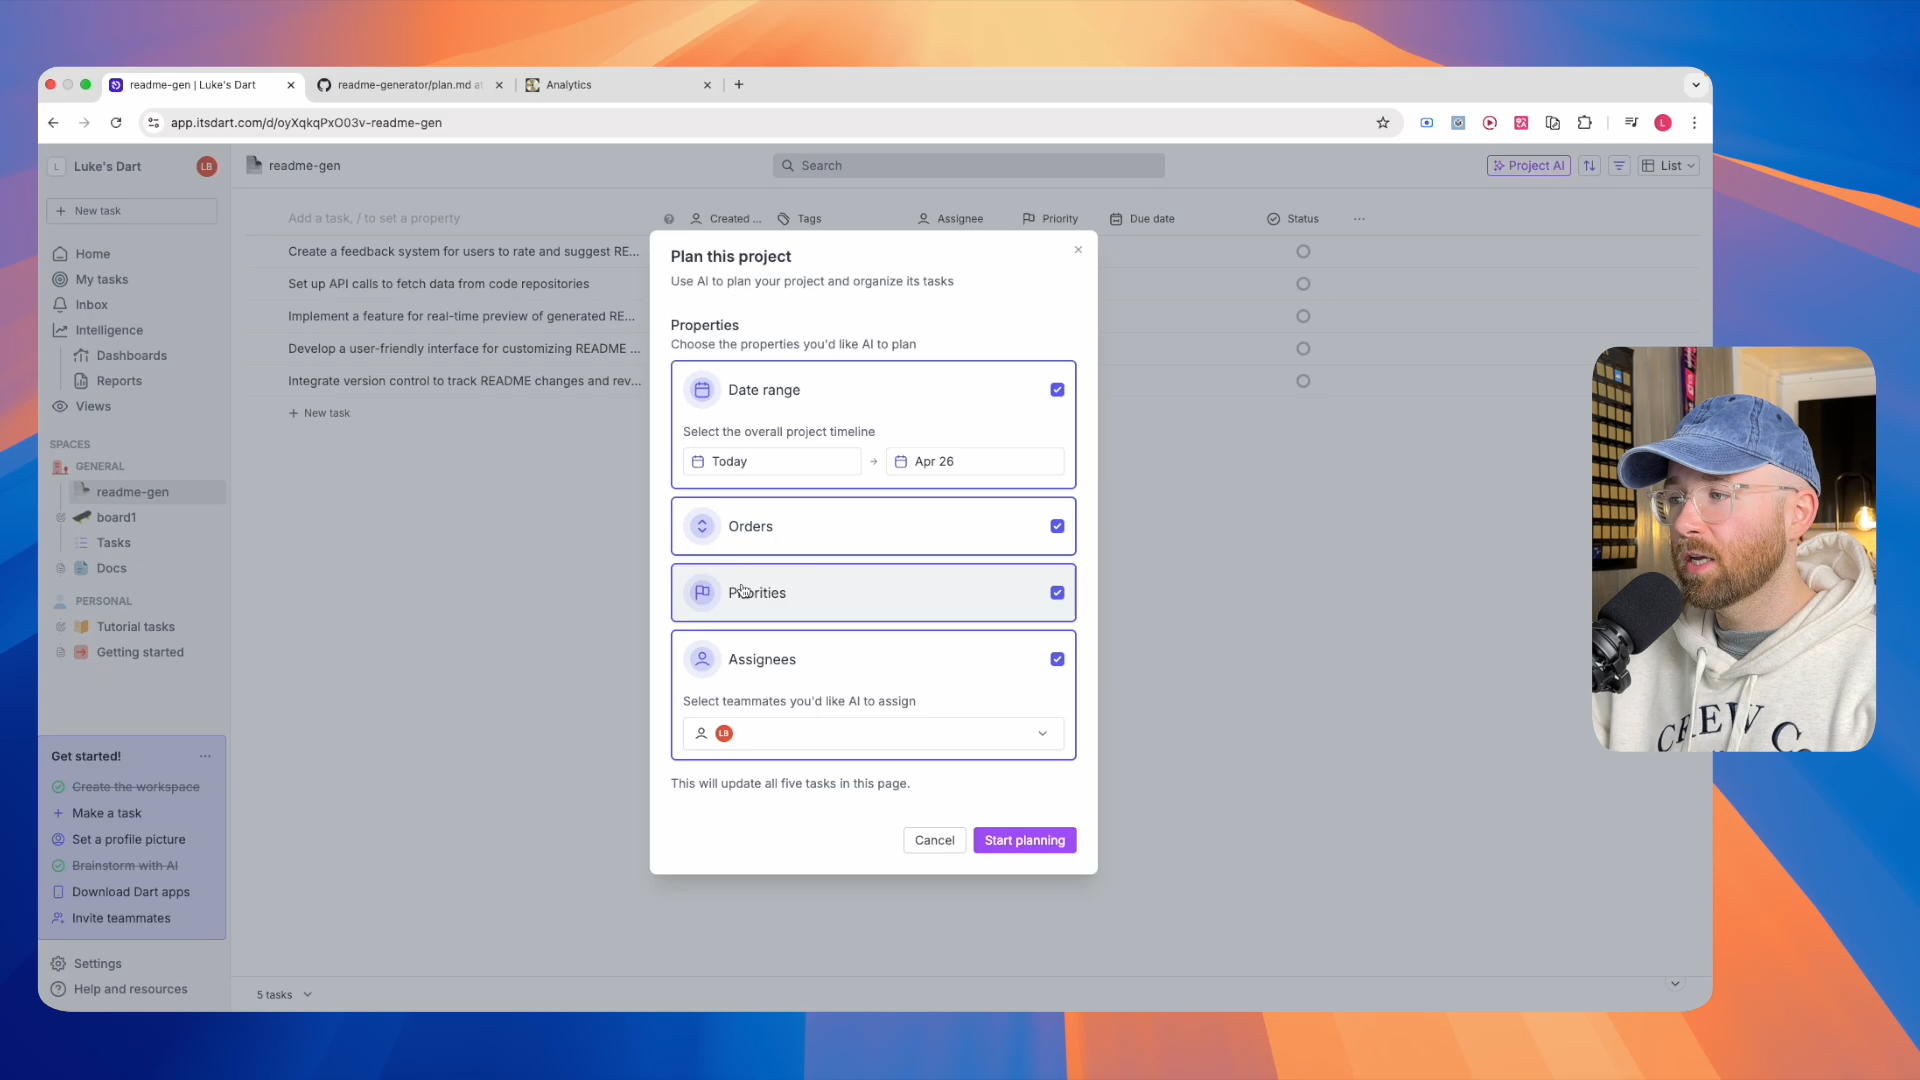 readme-gen | Luke's Dart
readme-generator/plan.md at
Analytics
app.itsdart.com/d/oyXqkqPxO03v-readme-gen
L
L Luke's Dart LB
readme-gen
Search
Project AI
List
New task
Add a task, / to set a property
Created ...
Tags
Assignee
Priority
Due date
Status
Create a feedback system for users to rate and suggest RE...
Set up API calls to fetch data from code repositories
Implement a feature for real-time preview of generated RE...
Develop a user-friendly interface for customizing README ...
Integrate version control to track README changes and rev...
New task
Home
My tasks
Inbox
Intelligence
Dashboards
Reports
Views
SPACES
GENERAL
readme-gen
board1
Tasks
Docs
PERSONAL
Tutorial tasks
Getting started
Get started!
Create the workspace
Make a task
Set a profile picture
Brainstorm with AI
Download Dart apps
Invite teammates
Settings
Help and resources
5 tasks
Plan this project
Use AI to plan your project and organize its tasks
Properties
Choose the properties you'd like AI to plan
Date range
Select the overall project timeline
Today
Apr 26
Orders
Priorities
Assignees
Select teammates you'd like AI to assign
LB
This will update all five tasks in this page.
Cancel
Start planning
CREW CO